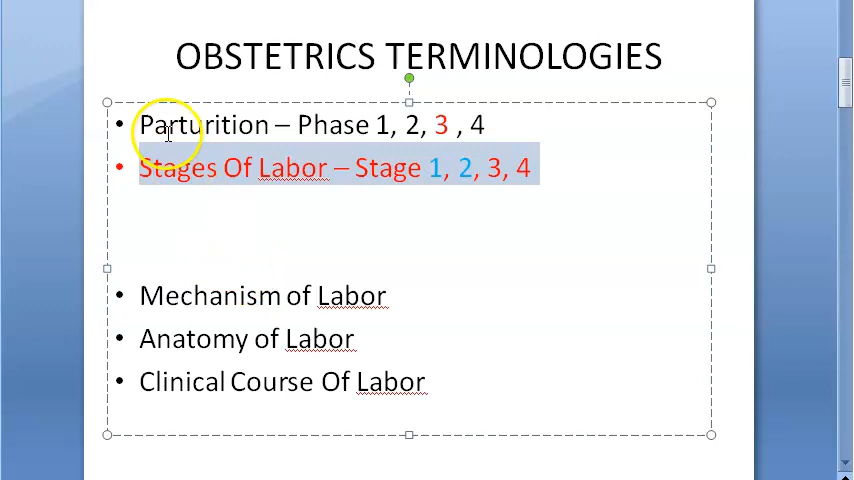 OBSTETRICS TERMINOLOGIES
• Parturition – Phase 1, 2, 3 , 4
• Stages Of Labor – Stage 1, 2, 3, 4
• Mechanism of Labor
• Anatomy of Labor
• Clinical Course Of Labor